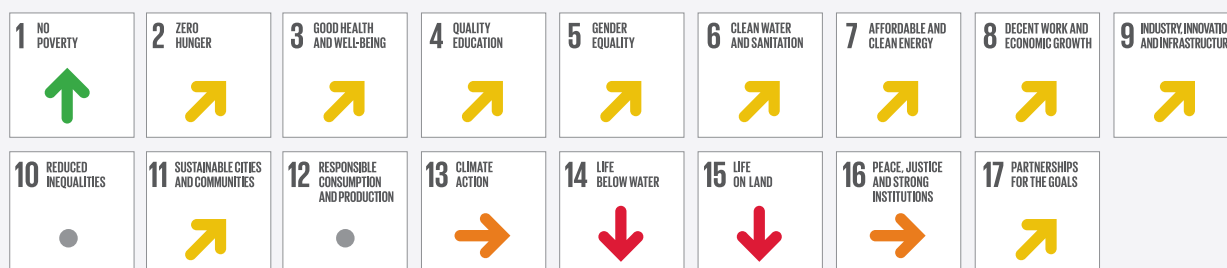 1 NO
POVERTY
2 ZERO
HUNGER
3 GOOD HEALTH
AND WELL-BEING
4 QUALITY
EDUCATION
5 GENDER
EQUALITY
6 CLEAN WATER
AND SANITATION
7 AFFORDABLE AND
CLEAN ENERGY
8 DECENT WORK AND
ECONOMIC GROWTH
9 INDUSTRY, INNOVATIO
AND INFRASTRUCTUR
10 REDUCED
INEQUALITIES
11 SUSTAINABLE CITIES
AND COMMUNITIES
12 RESPONSIBLE
CONSUMPTION
AND PRODUCTION
13 CLIMATE
ACTION
14 LIFE
BELOW WATER
15 LIFE
ON LAND
16 PEACE, JUSTICE
AND STRONG
INSTITUTIONS
17 PARTNERSHIPS
FOR THE GOALS